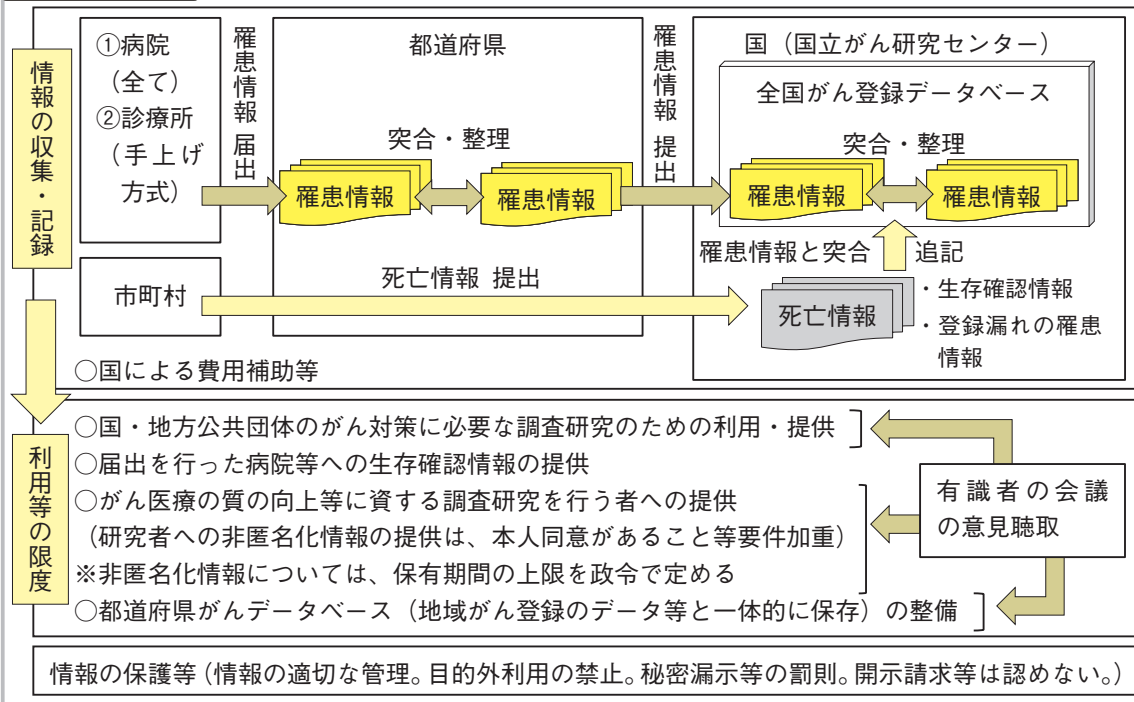 情報の収集・記録
①病院
(全て)
②診療所
(手上げ
方式)
罹患情報 届出
都道府県
突合・整理
罹患情報
罹患情報
罹患情報 提出
国(国立がん研究センター)
全国がん登録データベース
突合・整理
罹患情報
罹患情報
罹患情報と突合
追記
市町村
死亡情報 提出
死亡情報
・生存確認情報
・登録漏れの罹患
情報
○国による費用補助等
利用等の限度
○国・地方公共団体のがん対策に必要な調査研究のための利用・提供
○届出を行った病院等への生存確認情報の提供
○がん医療の質の向上等に資する調査研究を行う者への提供
(研究者への非匿名化情報の提供は、本人同意があること等要件加重)
※非匿名化情報については、保有期間の上限を政令で定める
○都道府県がんデータベース(地域がん登録のデータ等と一体的に保存)の整備
有識者の会議
の意見聴取
情報の保護等(情報の適切な管理。目的外利用の禁止。秘密漏示等の罰則。開示請求等は認めない。)